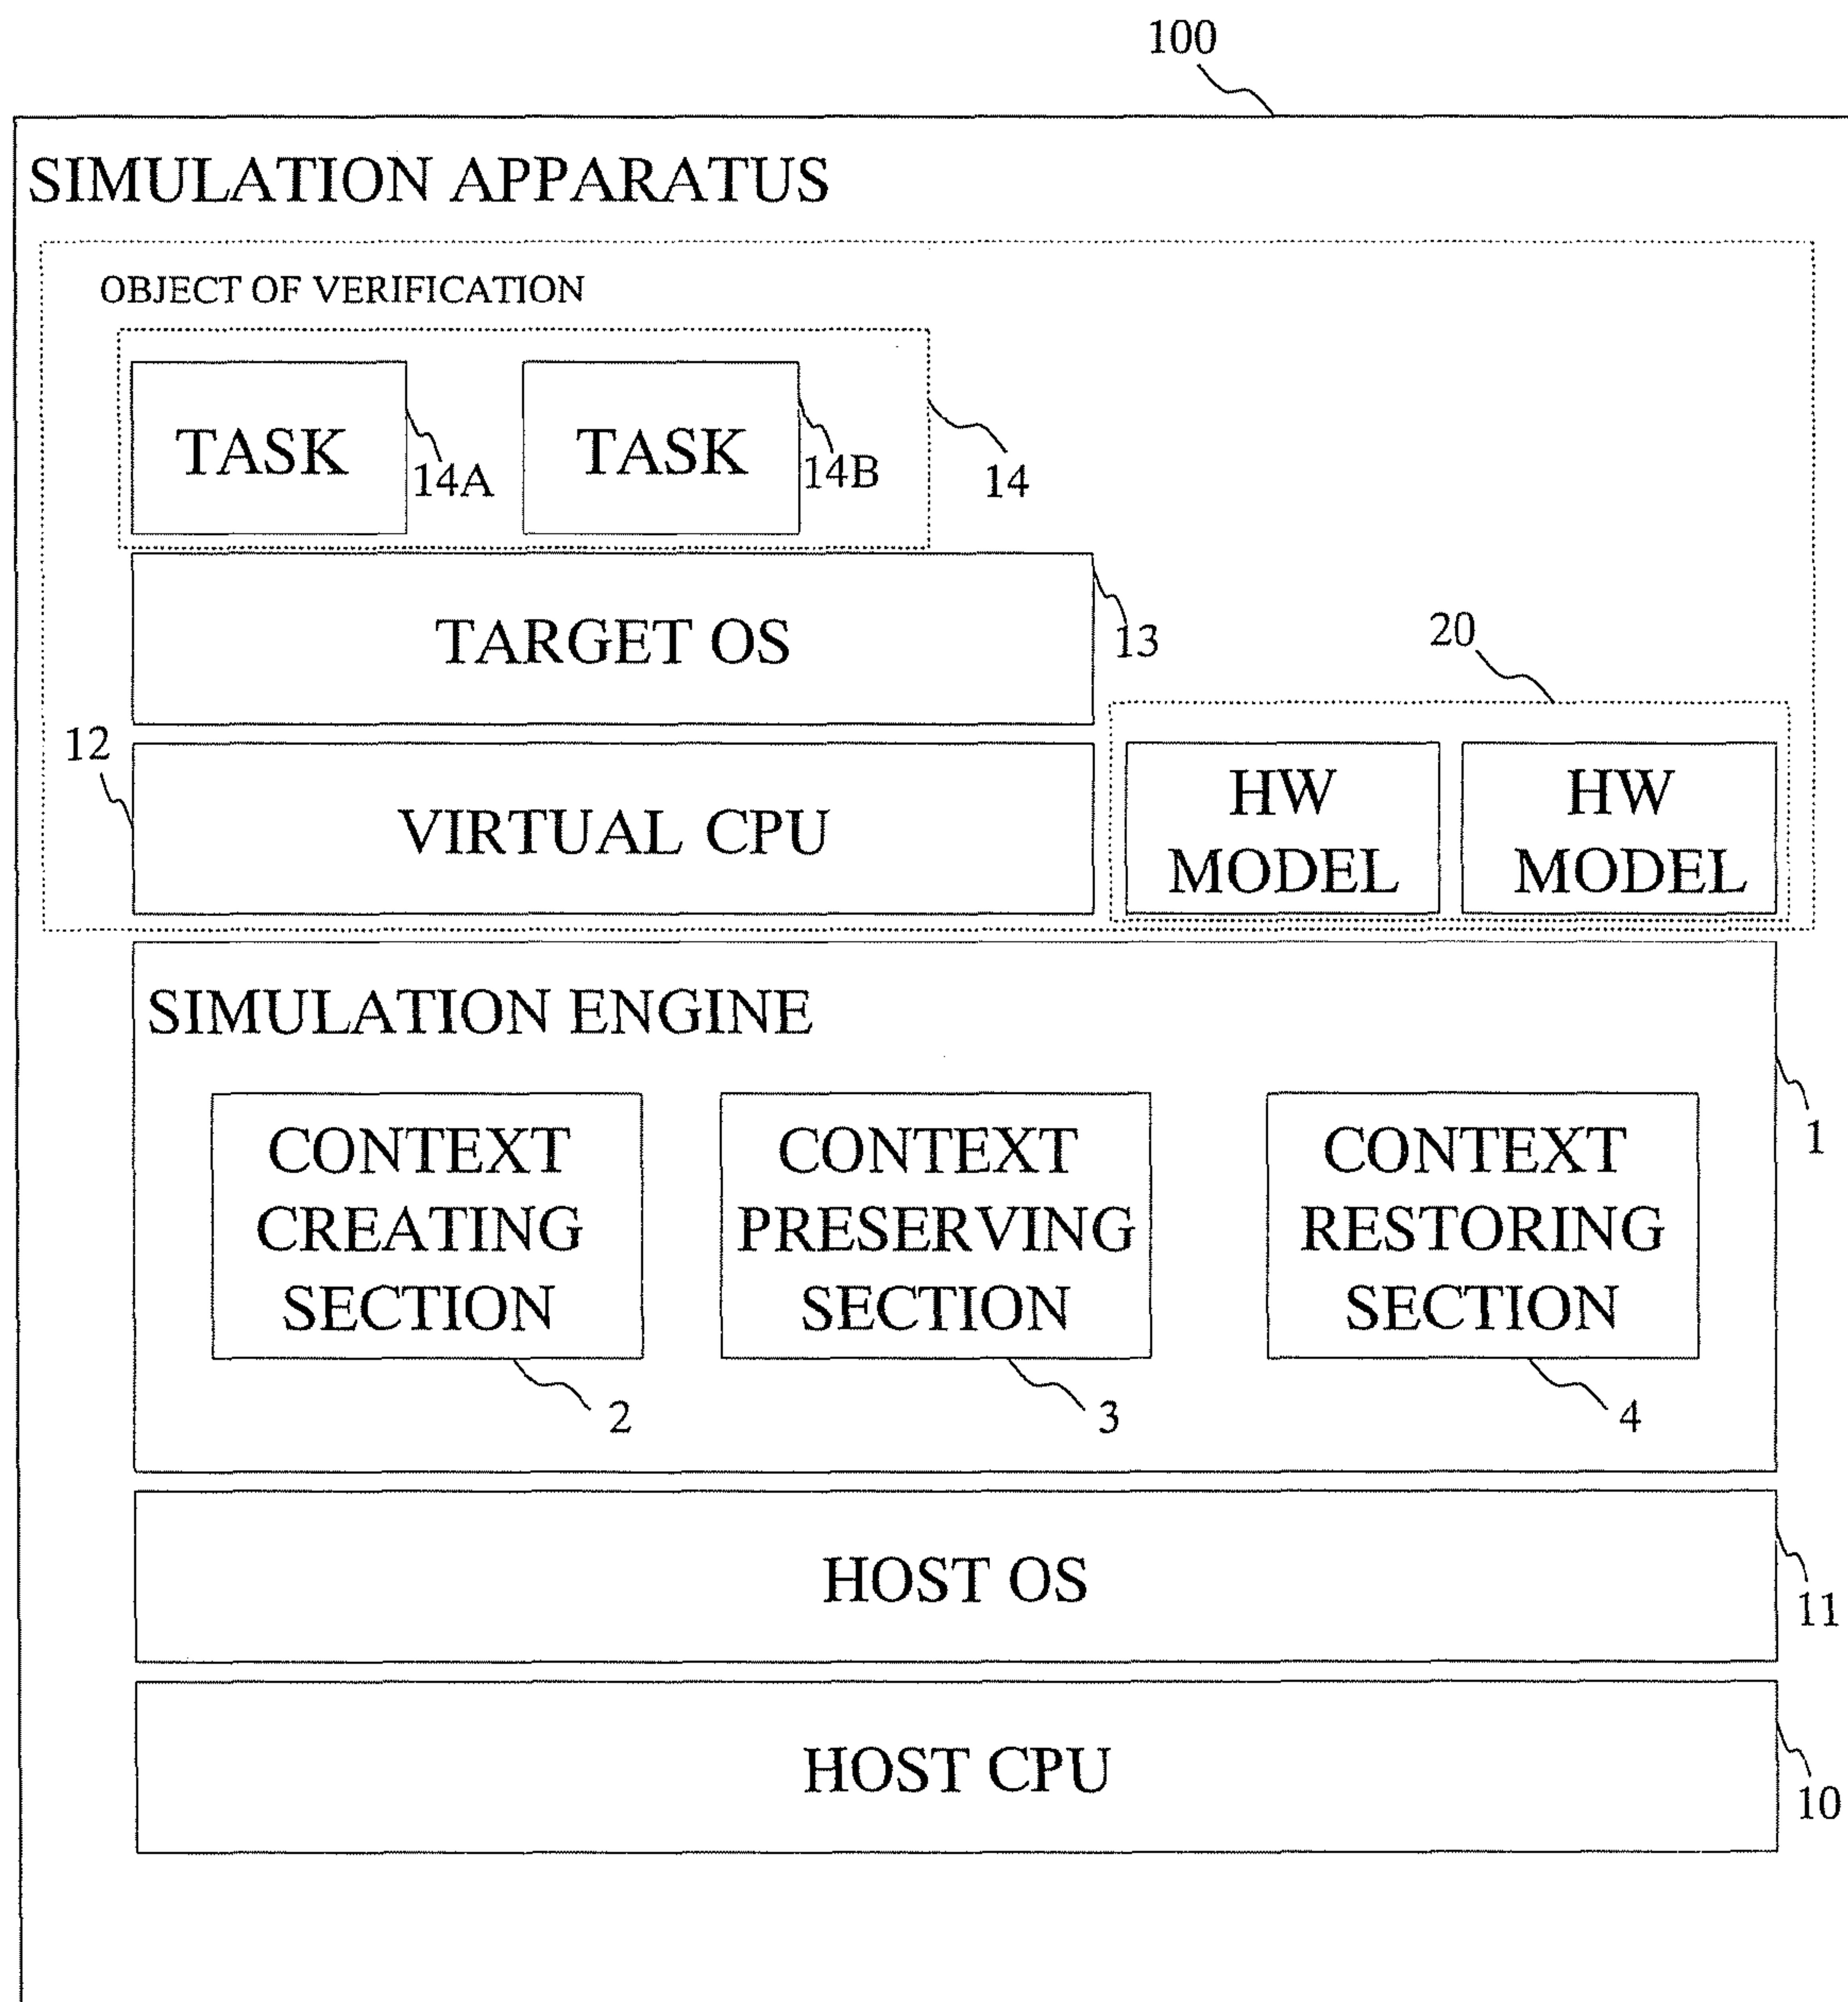 100
SIMULATION APPARATUS
OBJECT OF VERIFICATION
TASK
14A
TASK
14B
14
TARGET OS
13
20
12
VIRTUAL CPU
HW
MODEL
HW
MODEL
SIMULATION ENGINE
1
CONTEXT
CREATING
SECTION
2
CONTEXT
PRESERVING
SECTION
3
CONTEXT
RESTORING
SECTION
4
HOST OS
11
HOST CPU
10